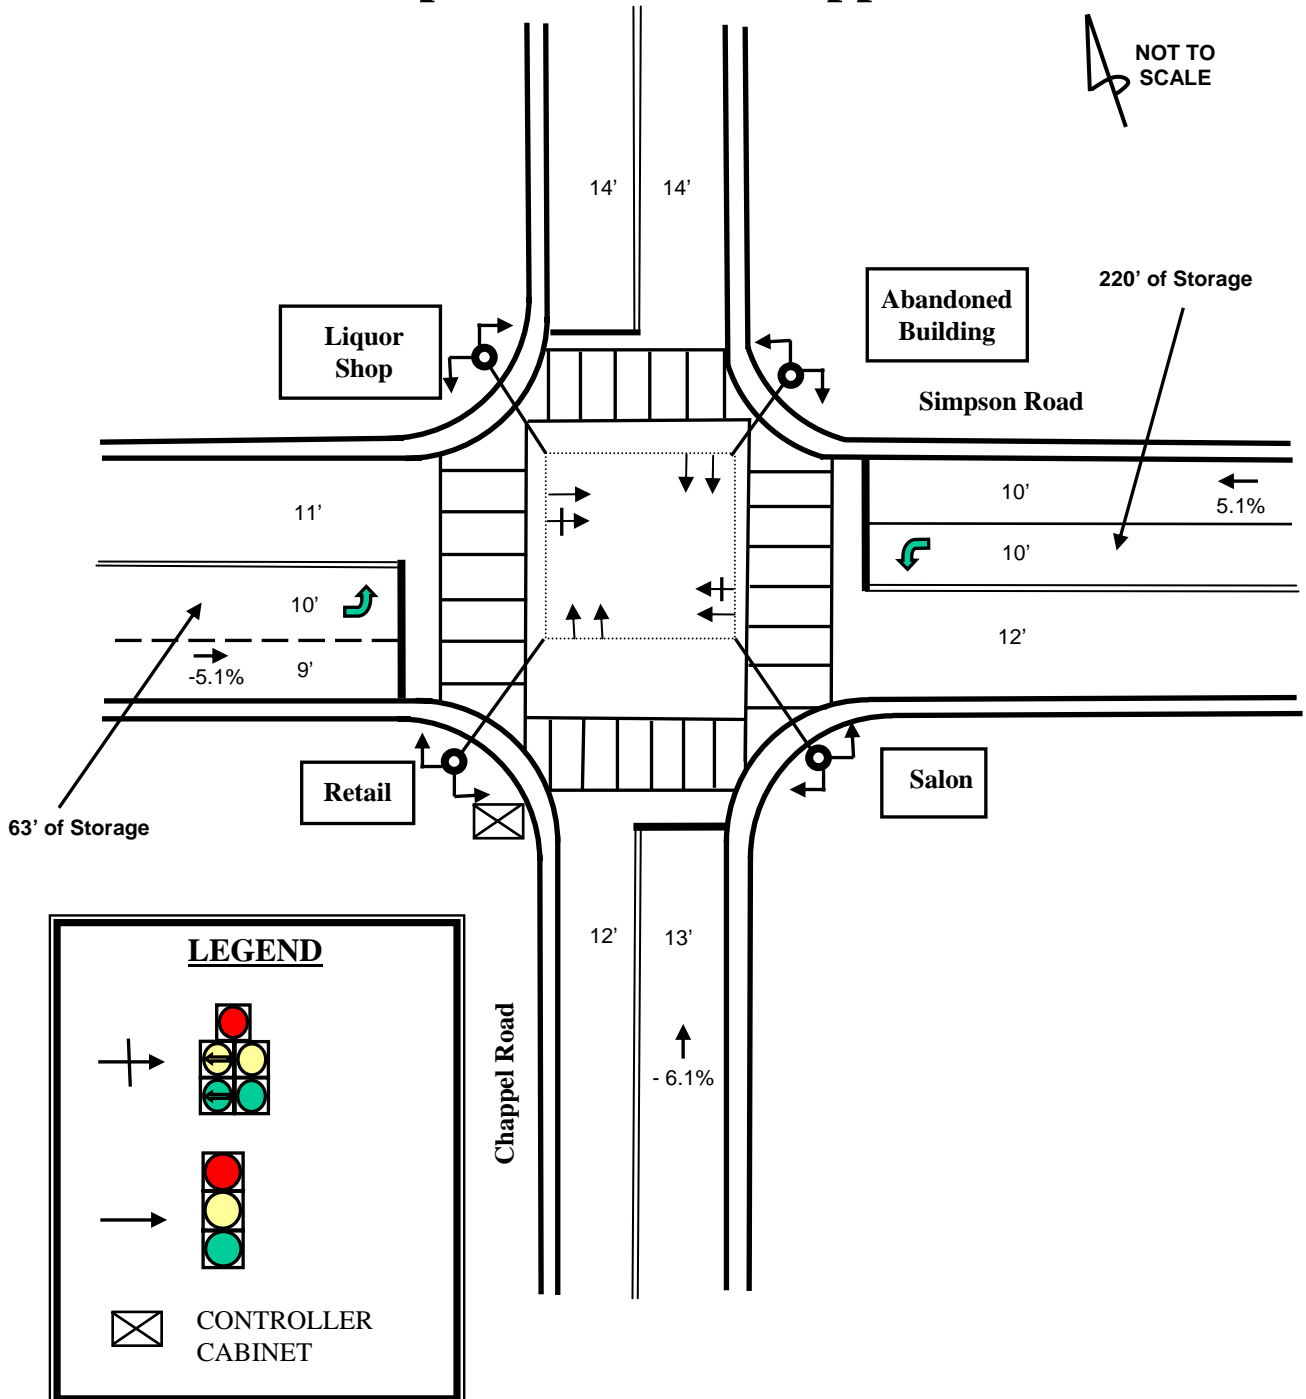 NOT TO
SCALE
14’ 14’
220’ of Storage
Abandoned
Building
Liquor
Shop
Simpson Road
10’
5.1%
11’
10’
10’
12’
-5.1%
9’
Retail
Salon
63’ of Storage
12’ 13’
LEGEND
Chappel Road
- 6.1%
CONTROLLER
CABINET